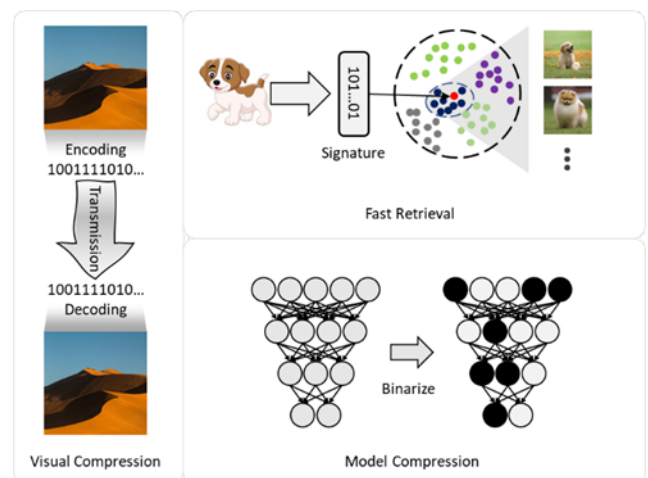 Encoding
1001111010...
Transmission
1001111010...
Decoding
Visual Compression
101...01
Signature
Fast Retrieval
Binarize
Model Compression